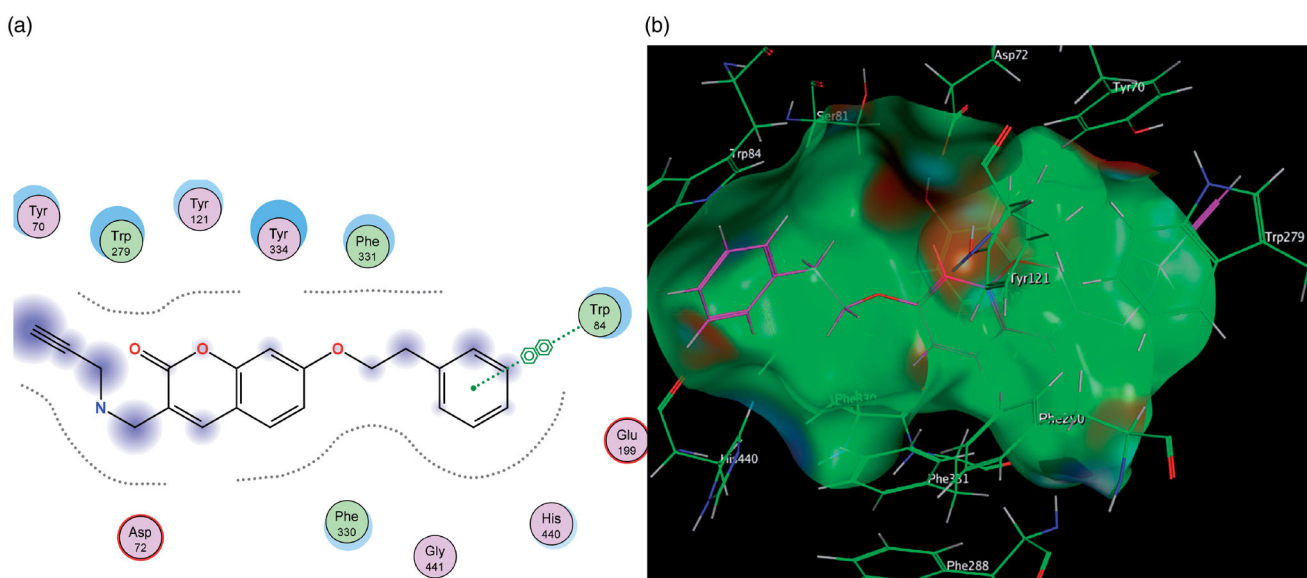 (a)
(b)
Tyr
70
Trp
279
Tyr
121
Tyr
334
Phe
331
Trp
84
O
O
O
N
Glu
199
Asp
72
Phe
330
Gly
441
His
440
Asp72
Tyr70
Ser81
Trp84
Trp279
Tyr121
Phe330
Phe290
His440
Phe331
Phe288